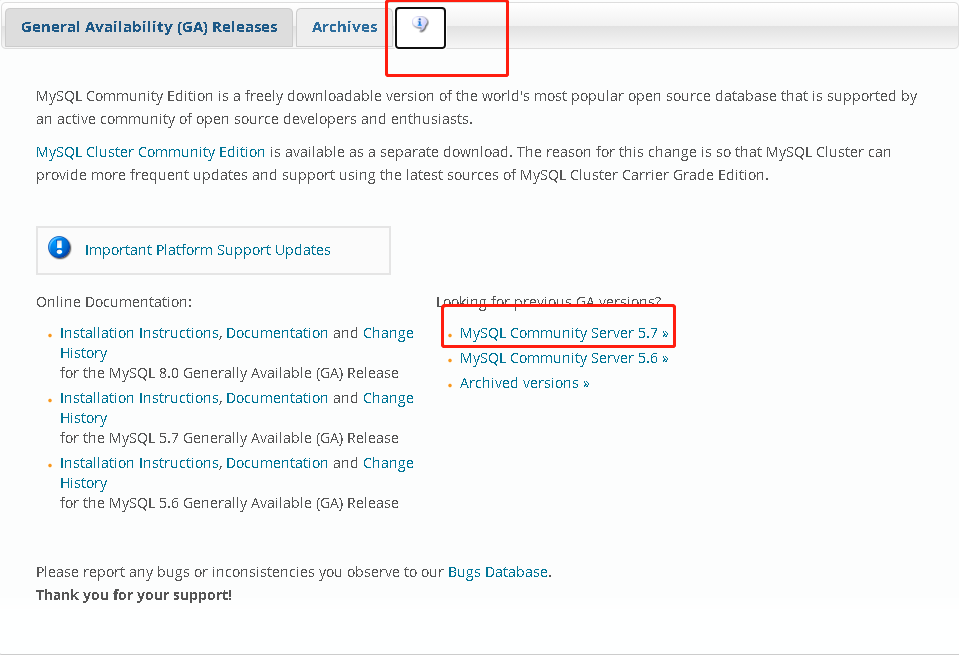 General Availability (GA) Releases
Archives
MySQL Community Edition is a freely downloadable version of the world's most popular open source database that is supported by
an active community of open source developers and enthusiasts.
MySQL Cluster Community Edition is available as a separate download. The reason for this change is so that MySQL Cluster can
provide more frequent updates and support using the latest sources of MySQL Cluster Carrier Grade Edition.
Important Platform Support Updates
Online Documentation:
Installation Instructions, Documentation and Change
History
for the MySQL 8.0 Generally Available (GA) Release
Installation Instructions, Documentation and Change
History
for the MySQL 5.7 Generally Available (GA) Release
Installation Instructions, Documentation and Change
History
for the MySQL 5.6 Generally Available (GA) Release
Looking for previous GA versions?
MySQL Community Server 5.7 »
MySQL Community Server 5.6 »
Archived versions »
Please report any bugs or inconsistencies you observe to our Bugs Database.
Thank you for your support!